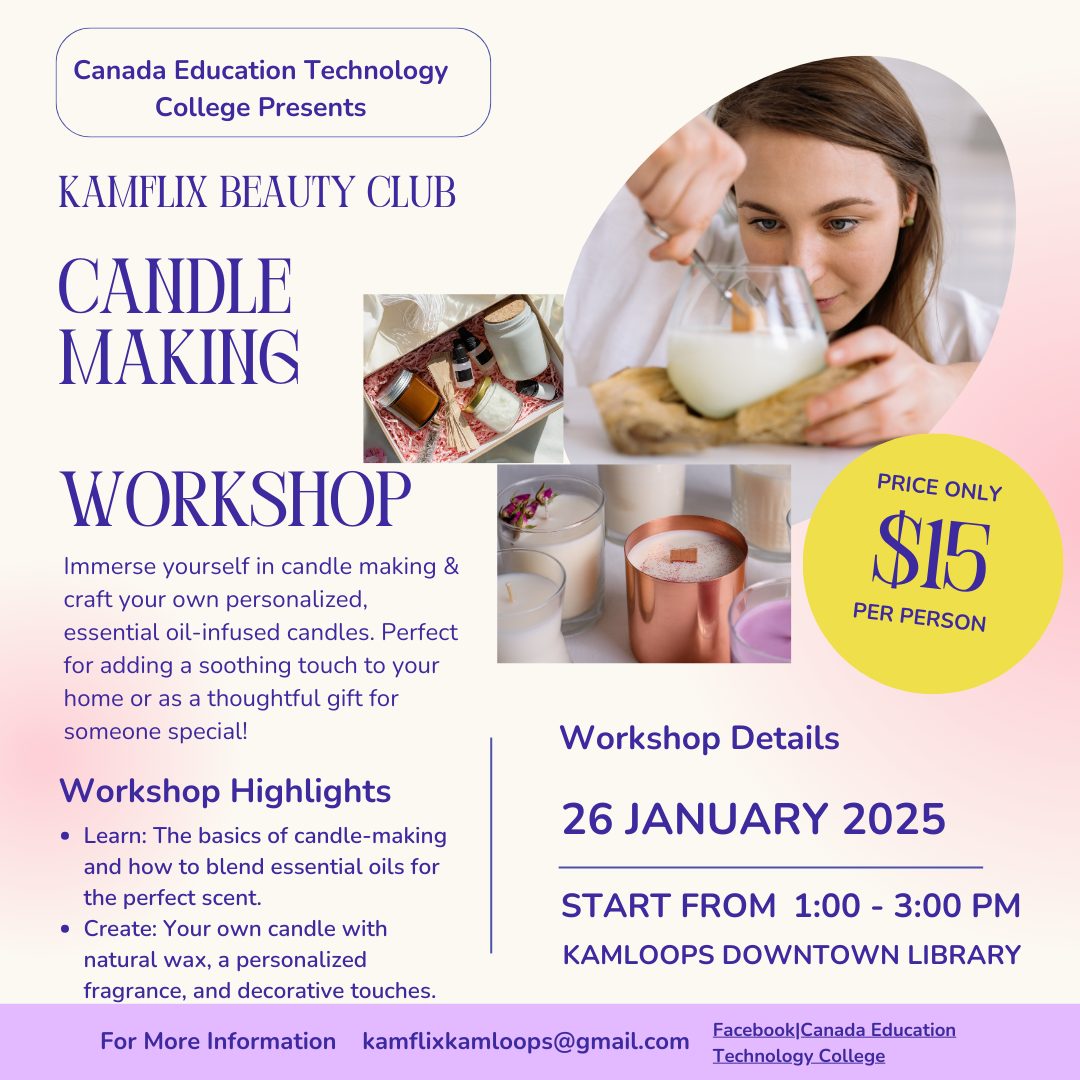 Canada Education Technology
College Presents
KAMFLIX BEAUTY CLUB
CANDLE
MAKING
WORKSHOP
Immerse yourself in candle making &
craft your own personalized,
essential oil-infused candles. Perfect
for adding a soothing touch to your
home or as a thoughtful gift for
someone special!
Workshop Highlights
• Learn: The basics of candle-making
and how to blend essential oils for
the perfect scent.
• Create: Your own candle with
natural wax, a personalized
fragrance, and decorative touches.
PRICE ONLY
$15
PER PERSON
Workshop Details
26 JANUARY 2025
START FROM 1:00 - 3:00 PM
KAMLOOPS DOWNTOWN LIBRARY
For More Information kamflixkamloops@gmail.com
Facebook|Canada Education
Technology College